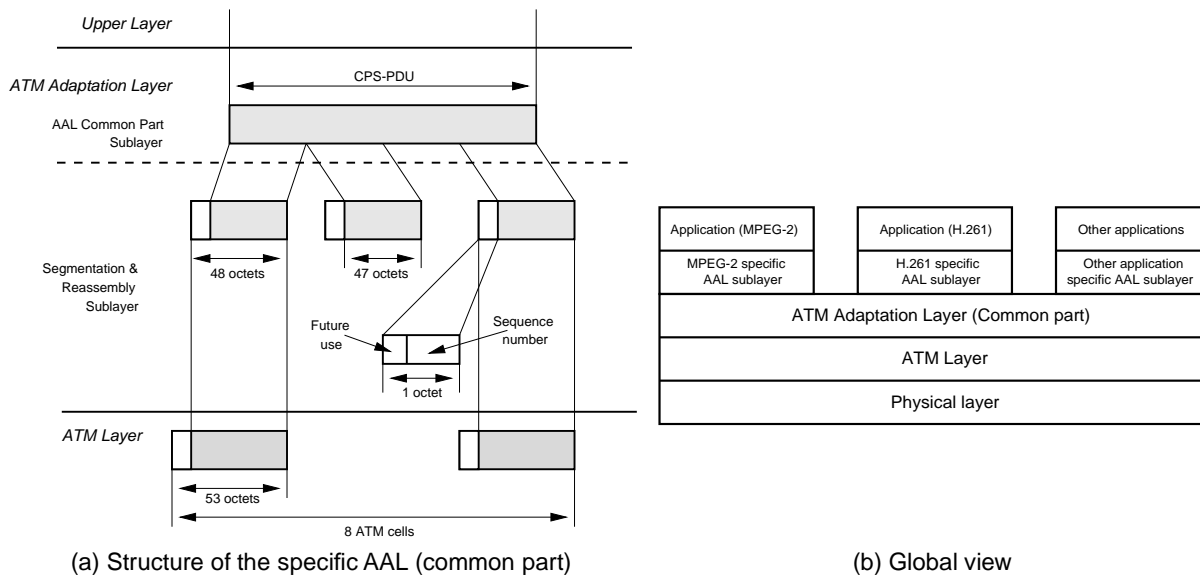 Upper Layer
ATM Adaptation Layer
CPS-PDU
AAL Common Part
Sublayer
48 octets
47 octets
Segmentation &
Reassembly
Sublayer
Future
use
Sequence
number
1 octet
ATM Layer
53 octets
8 ATM cells
(a) Structure of the specific AAL (common part)
Application (MPEG-2)
Application (H.261)
Other applications
MPEG-2 specific
AAL sublayer
H.261 specific
AAL sublayer
Other application
specific AAL sublayer
ATM Adaptation Layer (Common part)
ATM Layer
Physical layer
(b) Global view